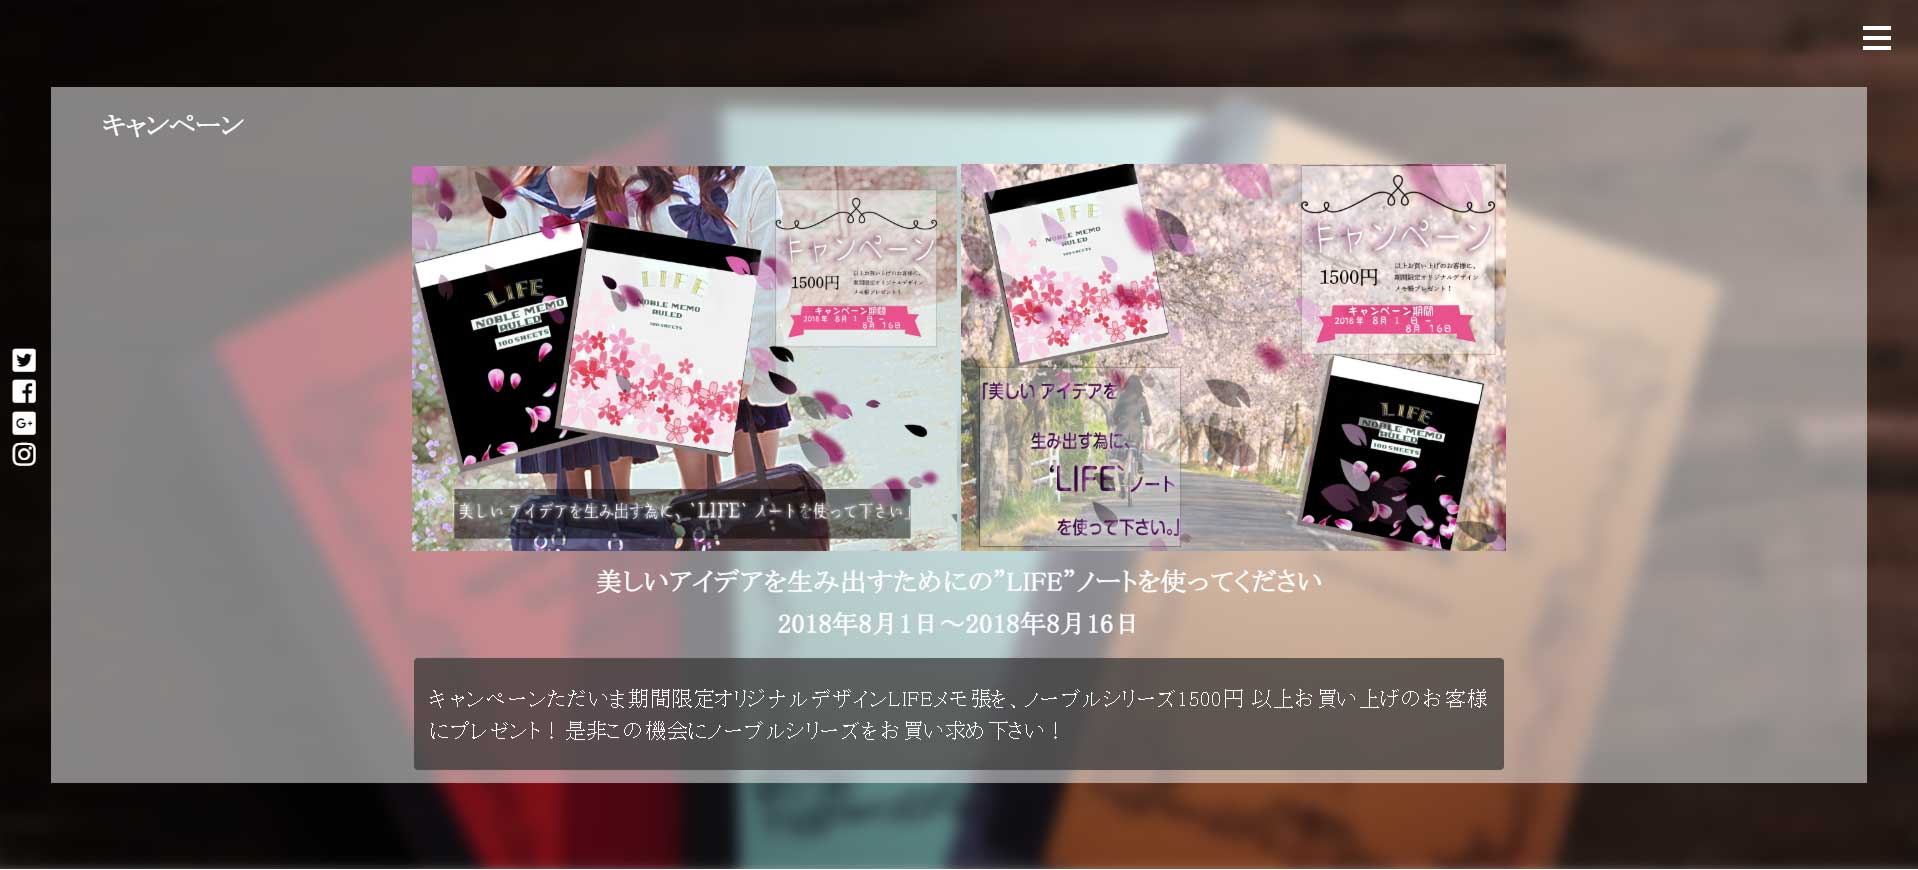 キャンペーン
LIFE
NOBLE MEMO
RULED
100 SHEETS
LIFE
NOBLE MEMO
RULED
100 SHEETS
キャンペーン
1500円
以上お買い上げのお客様に、
期間限定オリジナルデザイン
メモ帳プレゼント！
キャンペーン期間
2018年 8月 1 日 ~
8月 16日
「美しい アイデアを生み出す為に、`LIFE` ノートを使って下さい」
LIFE
NOBLE MEMO
RULED
100 SHEETS
キャンペーン
1500円
以上お買い上げのお客様に、
期間限定オリジナルデザイン
メモ帳プレゼント！
キャンペーン期間
2018年 8月 1 日 ~
8月 16日
「美しい アイデアを
生み出す為に、
‘LIFE` ノート
を使って下さい。」
LIFE
NOBLE MEMO
RULED
100 SHEETS
美しいアイデアを生み出すためにの”LIFE”ノートを使ってください
2018年8月1日～2018年8月16日
キャンペーンただいま期間限定オリジナルデザインLIFEメモ張を、ノーブルシリーズ1500円 以上お買い上げのお客様
にプレゼント！是非この機会にノーブルシリーズをお買い求め下さい！
G+